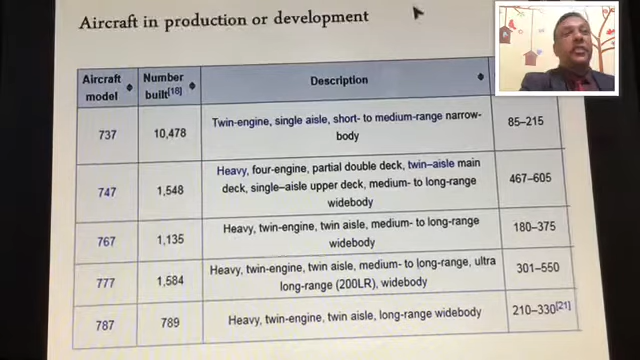 Aircraft in production or development
Aircraft model
Number built[18]
Description
737
10,478
Twin-engine, single aisle, short- to medium-range narrow-body
85–215
747
1,548
Heavy, four-engine, partial double deck, twin–aisle main deck, single–aisle upper deck, medium- to long-range widebody
467–605
767
1,135
Heavy, twin-engine, twin aisle, medium- to long-range widebody
180–375
777
1,584
Heavy, twin-engine, twin aisle, medium- to long-range, ultra long-range (200LR), widebody
301–550
787
789
Heavy, twin-engine, twin aisle, long-range widebody
210–330[21]